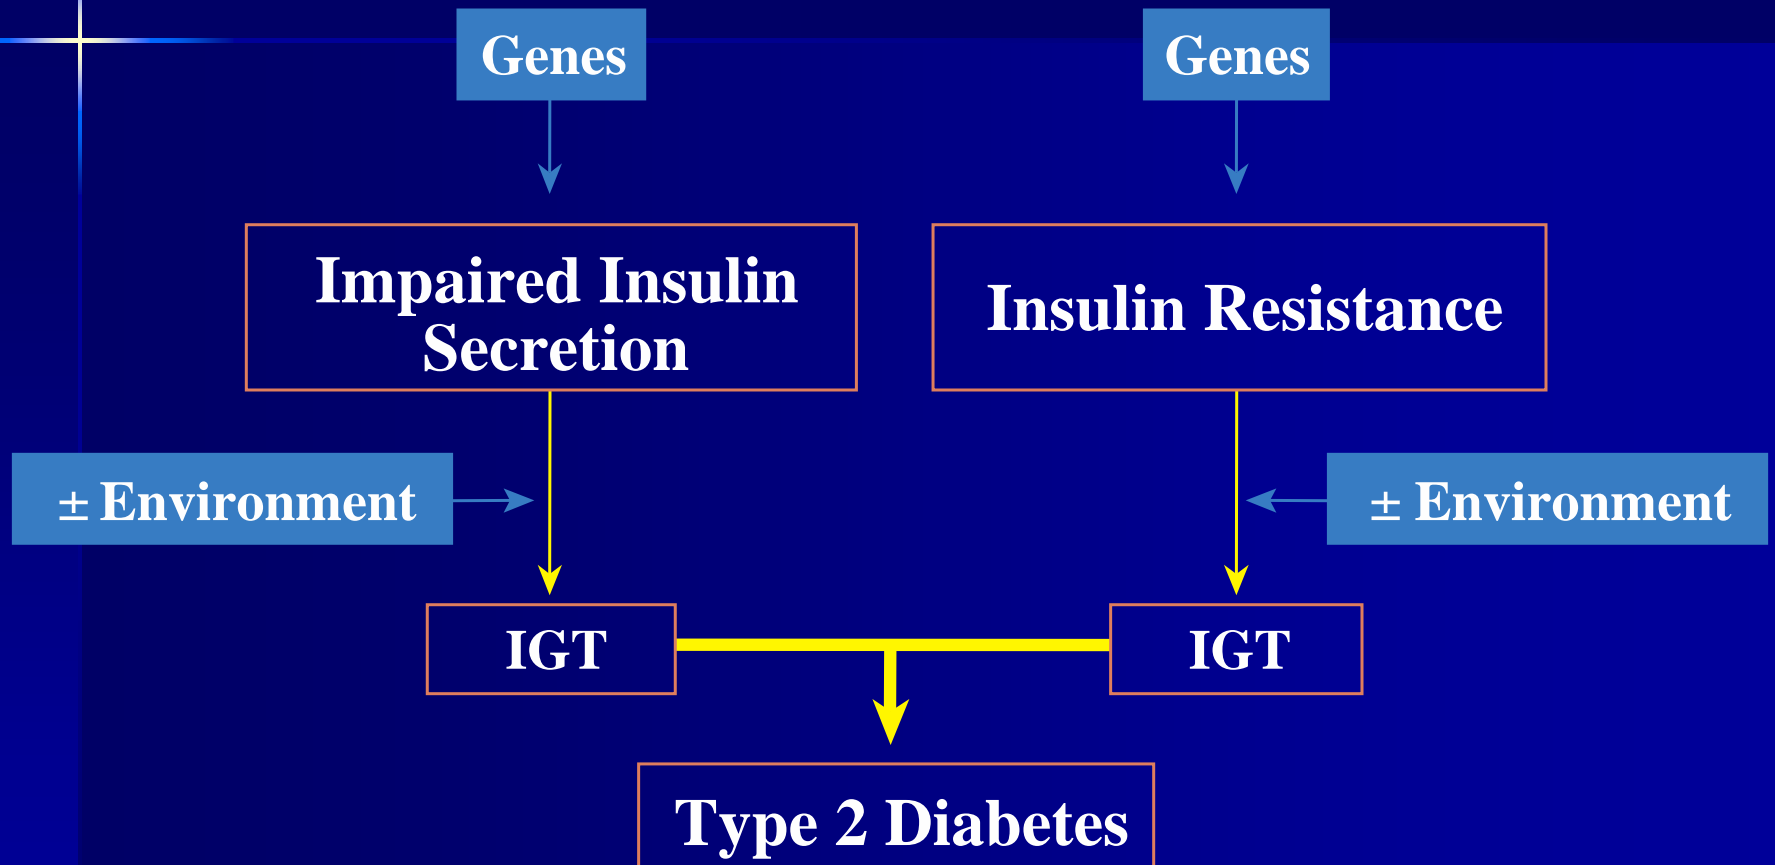 Genes
Genes
Impaired Insulin
Secretion
Insulin Resistance
± Environment
± Environment
IGT
IGT
Type 2 Diabetes